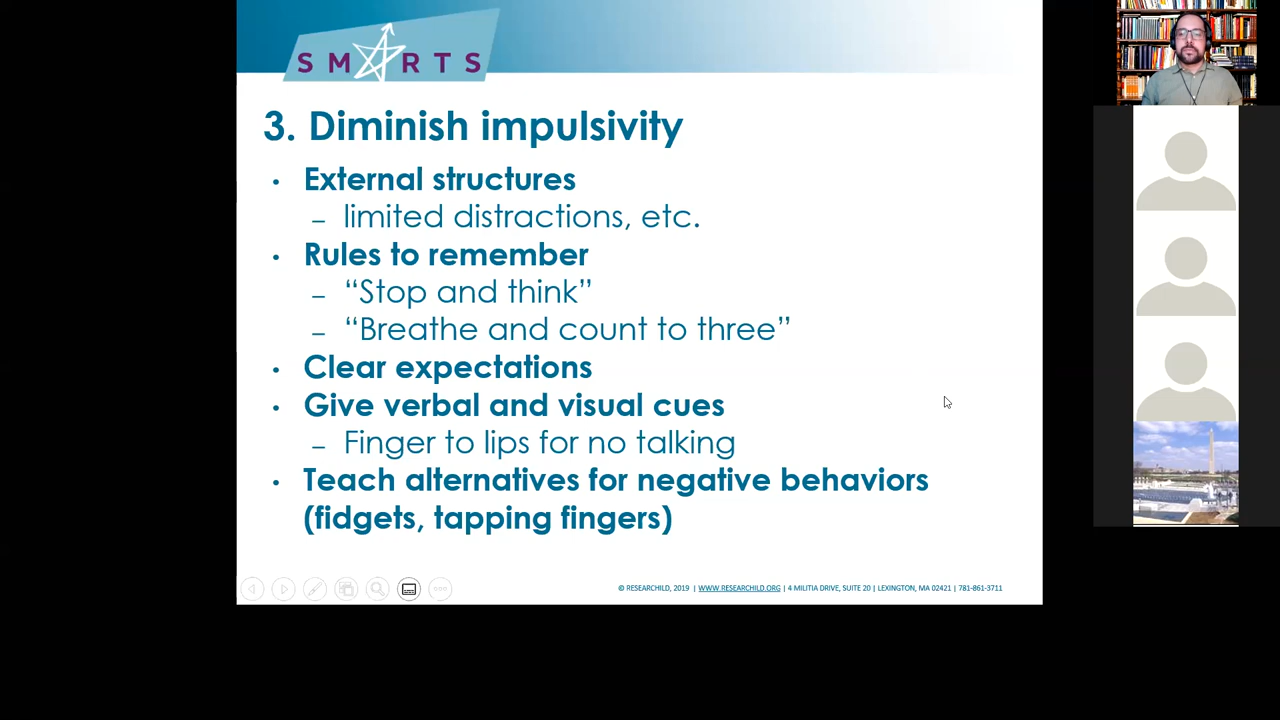 SMARTS
3. Diminish impulsivity
• External structures
– limited distractions, etc.
• Rules to remember
– “Stop and think”
– “Breathe and count to three”
• Clear expectations
• Give verbal and visual cues
– Finger to lips for no talking
• Teach alternatives for negative behaviors
(fidgets, tapping fingers)
© RESEARCHILD, 2019 | WWW.RESEARCHILD.ORG | 4 MILITIA DRIVE, SUITE 20 | LEXINGTON, MA 02421 | 781-861-3711